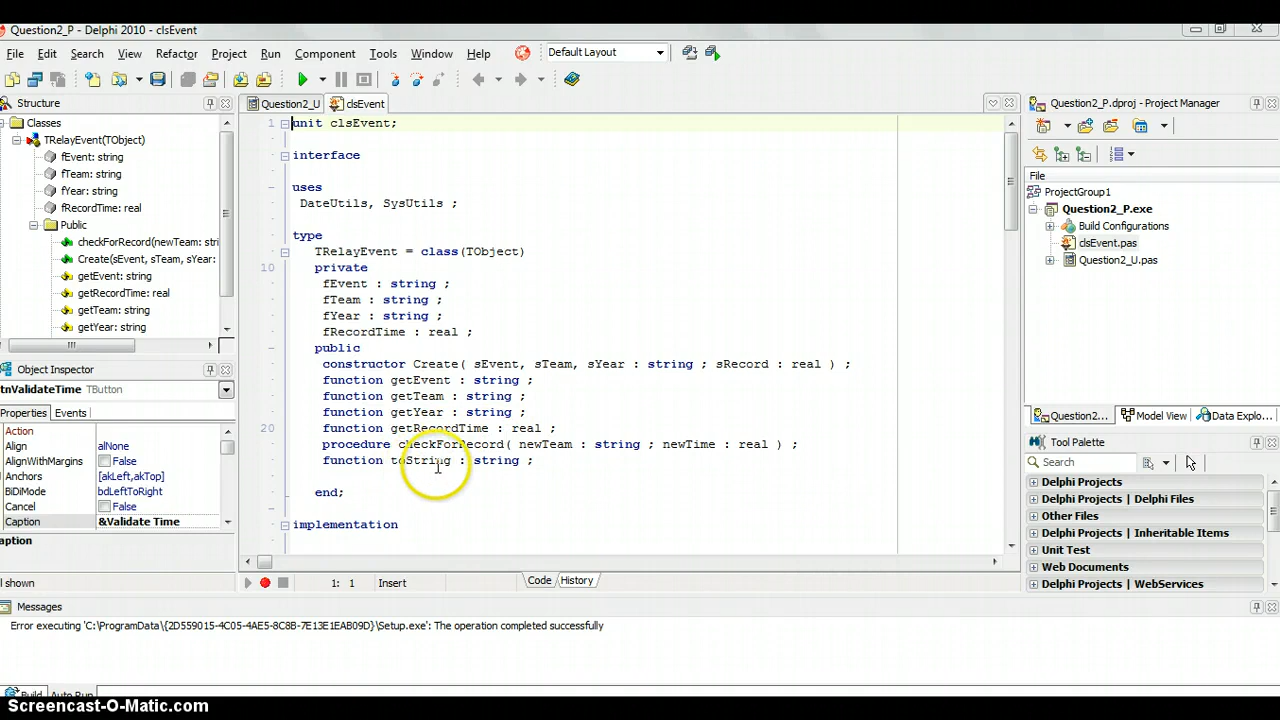 Question2_P - Delphi 2010 - clsEvent
File Edit Search View Refactor Project Run Component Tools Window Help Default Layout
Structure
Classes
TRelayEvent(TObject)
fEvent: string
fTeam: string
fYear: string
fRecordTime: real
Public
checkForRecord(newTeam: stri
Create(sEvent, sTeam, sYear:
getEvent: string
getRecordTime: real
getTeam: string
getYear: string
Object Inspector
tnValidateTime TButton
Properties Events
Action
Align alNone
AlignWithMargins False
Anchors [akLeft,akTop]
BiDiMode bdLeftToRight
Cancel False
Caption &Validate Time
aption
ll shown
Question2_U clsEvent
1 unit clsEvent;
interface
uses
DateUtils, SysUtils ;
type
TRelayEvent = class(TObject)
10 private
fEvent : string ;
fTeam : string ;
fYear : string ;
fRecordTime : real ;
public
constructor Create( sEvent, sTeam, sYear : string ; sRecord : real ) ;
function getEvent : string ;
function getTeam : string ;
function getYear : string ;
20 function getRecordTime : real ;
procedure checkForRecord( newTeam : string ; newTime : real ) ;
function toString : string ;
end;
implementation
1: 1 Insert Code History
Question2_P.dproj - Project Manager
File
ProjectGroup1
Question2_P.exe
Build Configurations
clsEvent.pas
Question2_U.pas
Question2... Model View Data Explo...
Tool Palette
Search
Delphi Projects
Delphi Projects | Delphi Files
Other Files
Delphi Projects | Inheritable Items
Unit Test
Web Documents
Delphi Projects | WebServices
Messages
Error executing 'C:\ProgramData\{2D559015-4C05-4AE5-8C8B-7E13E1EAB09D}\Setup.exe': The operation completed successfully
Build Auto Run
Screencast-O-Matic.com